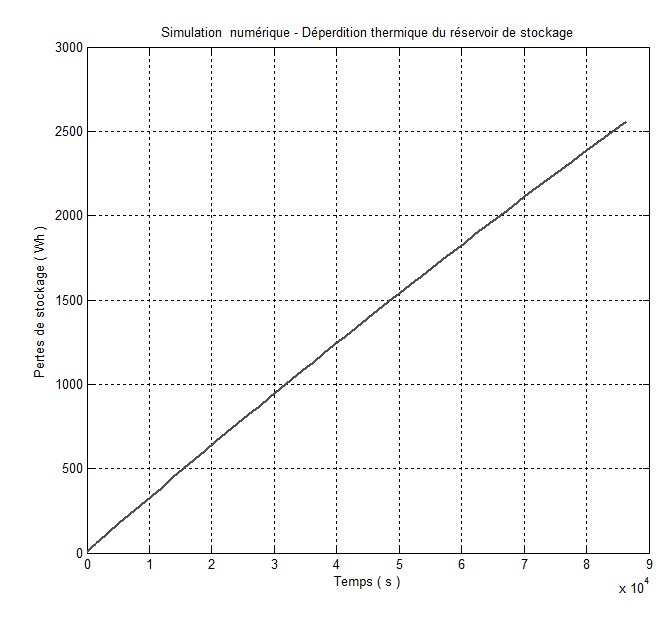 Simulation  numérique - Déperdition thermique du réservoir de stockage
3000
2500
2000
1500
1000
500
0
Pertes de stockage ( Wh )
0 1 2 3 4 5 6 7 8 9
Temps ( s )
x 10^4